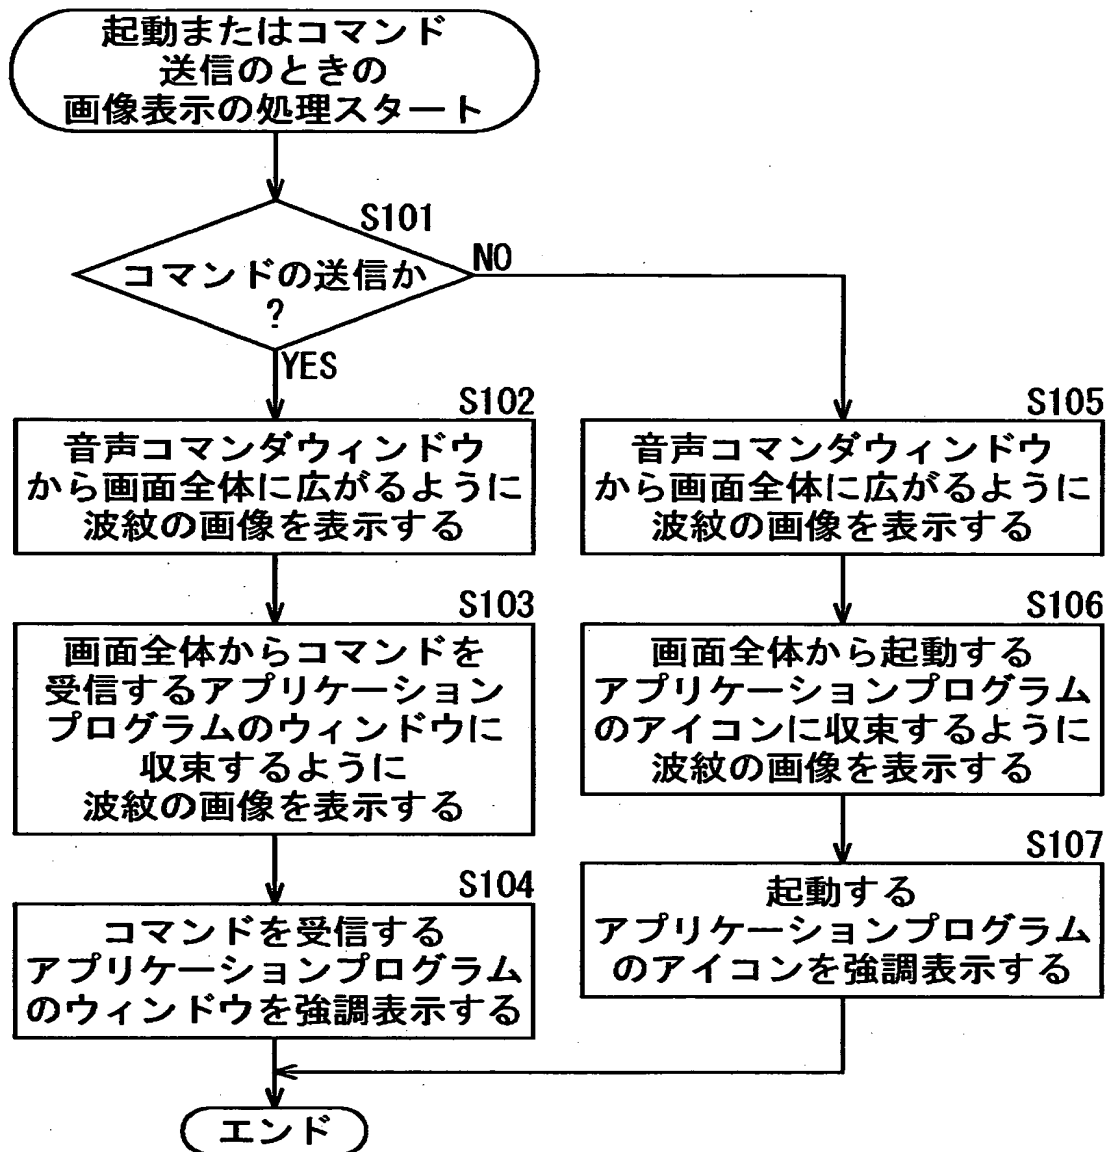 起動またはコマンド
送信のときの
画像表示の処理スタート
S101
コマンドの送信か
?
NO
YES
S102
音声コマンダウィンドウ
から画面全体に広がるように
波紋の画像を表示する
S103
画面全体からコマンドを
受信するアプリケーション
プログラムのウィンドウに
収束するように
波紋の画像を表示する
S104
コマンドを受信する
アプリケーションプログラム
のウィンドウを強調表示する
S105
音声コマンダウィンドウ
から画面全体に広がるように
波紋の画像を表示する
S106
画面全体から起動する
アプリケーションプログラム
のアイコンに収束するように
波紋の画像を表示する
S107
起動する
アプリケーションプログラム
のアイコンを強調表示する
エンド